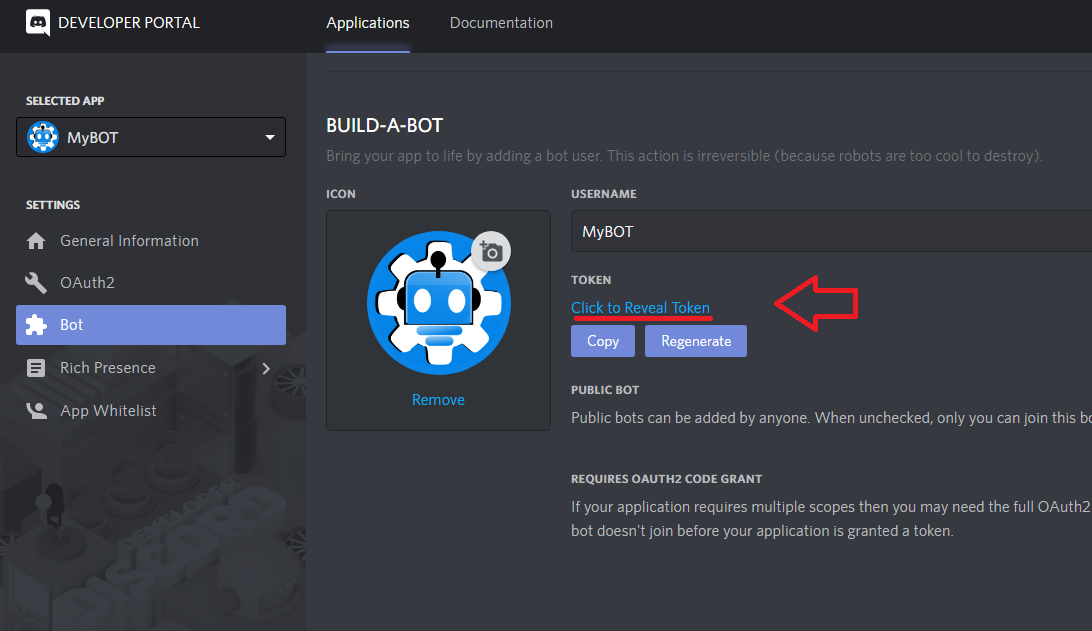 DEVELOPER PORTAL
Applications
Documentation
SELECTED APP
MyBOT
SETTINGS
General Information
OAuth2
Bot
Rich Presence
App Whitelist
BUILD-A-BOT
Bring your app to life by adding a bot user. This action is irreversible (because robots are too cool to destroy).
ICON
Remove
USERNAME
MyBOT
TOKEN
Click to Reveal Token
Copy
Regenerate
PUBLIC BOT
Public bots can be added by anyone. When unchecked, only you can join this bo
REQUIRES OAUTH2 CODE GRANT
If your application requires multiple scopes then you may need the full OAuth2
bot doesn't join before your application is granted a token.
DEVELOPER
DISCORD